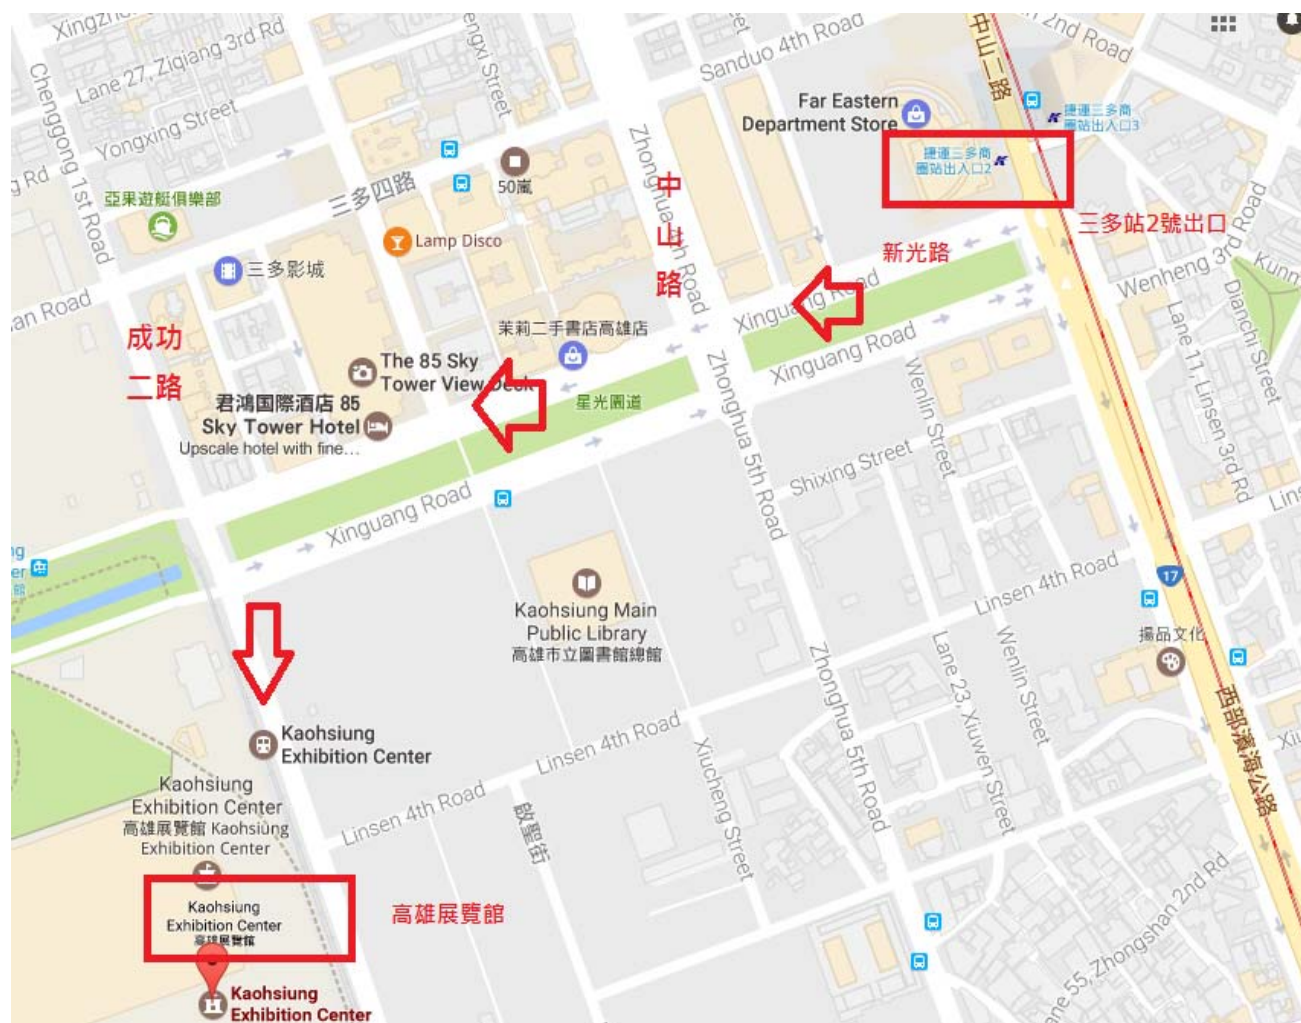 Xingzho
Lane 27, Ziqiang 3rd Rd
engxi Street
Sanduo 4th Road
中山二路
2nd Road
Chenggong 1st Road
Yongxing Street
g Rd
Far Eastern
Department Store
捷運三多商
圈站出入口3
捷運三多商
圈站出入口2
50嵐
三多四路
亞果遊艇俱樂部
Lamp Disco
三多影城
Zhonghua 4th Road
中
山
路
新光路
三多站2號出口
Wenheng 3rd Road
Kunm
Dianchi Street
Lane 11, Linsen 3rd Rd
Lins
an Road
成功
二路
茉莉二手書店高雄店
Xinguang Road
Xinguang Road
The 85 Sky
Tower View Deck
君鴻国際酒店 85
Sky Tower Hotel
Upscale hotel with fine...
星光園道
Zhonghua 5th Road
Wenlin Street
Shixing Street
Xinguang Road
ng
er
館
Kaohsiung Main
Public Library
高雄市立圖書館總館
Linsen 4th Road
17
揚品文化
Lane 23, Xiuwen Street
Wenlin Street
Zhonghua 5th Road
西部濱海公路
Xiu
Kaohsiung
Exhibition Center
Linsen 4th Road
Linsen 4th Road
Xiucheng Street
啟聖街
Kaohsiung
Exhibition Center
高雄展覽館 Kaohsiung
Exhibition Center
Kaohsiung
Exhibition Center
高雄展覽館
高雄展覽館
Lane 55, Zhongshan 2nd Rd
Kaohsiung
Exhibition Center